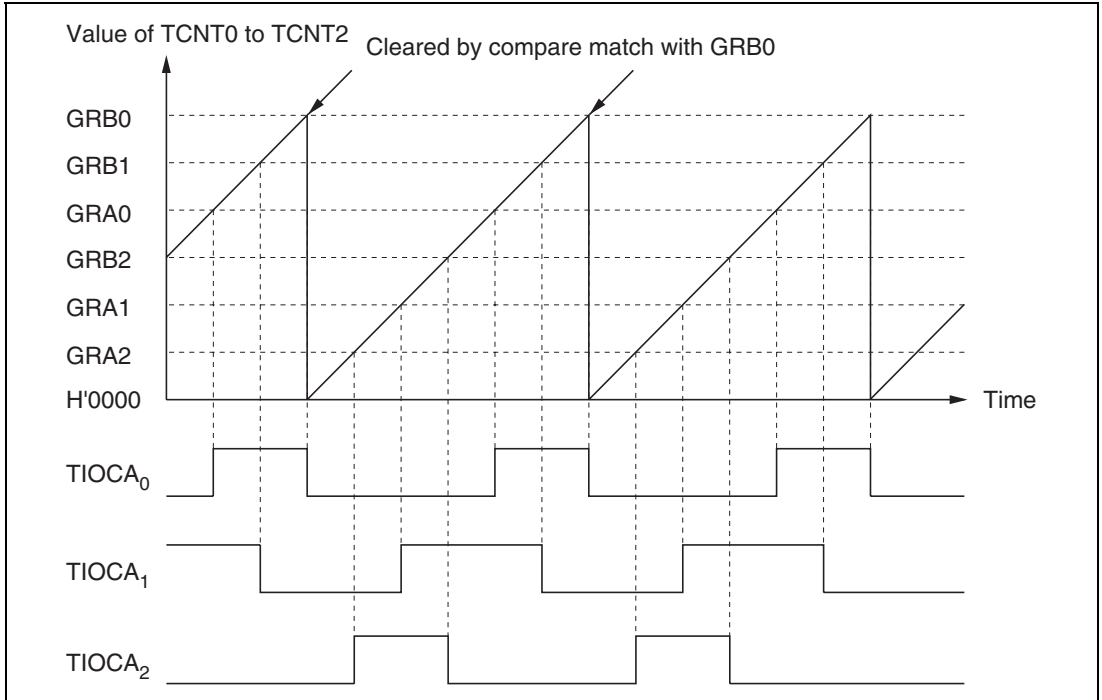 Value of TCNT0 to TCNT2
Cleared by compare match with GRB0
GRB0
GRB1
GRA0
GRB2
GRA1
GRA2
H'0000
Time
TIOCA₀
TIOCA₁
TIOCA₂